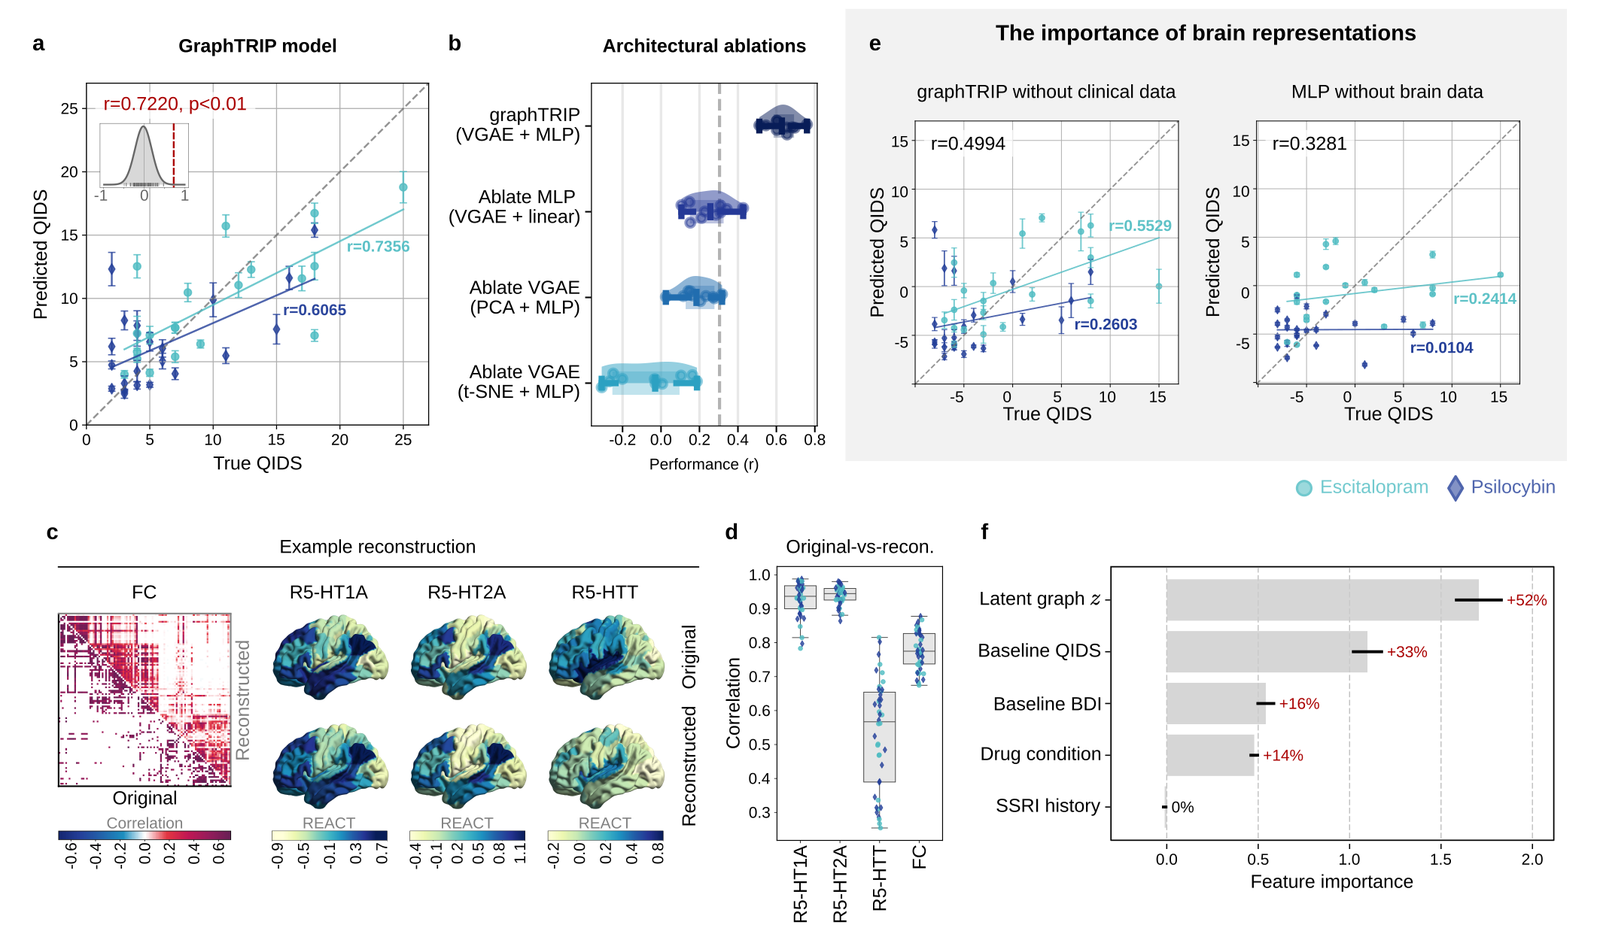 a
GraphTRIP model
r=0.7220, p<0.01
-1 0 1
r=0.7356
r=0.6065
Predicted QIDS
25
20
15
10
5
0
0 5 10 15 20 25
True QIDS
b
Architectural ablations
graphTRIP
(VGAE + MLP)
Ablate MLP
(VGAE + linear)
Ablate VGAE
(PCA + MLP)
Ablate VGAE
(t-SNE + MLP)
-0.2 0.0 0.2 0.4 0.6 0.8
Performance (r)
e
The importance of brain representations
graphTRIP without clinical data
r=0.4994
r=0.5529
r=0.2603
Predicted QIDS
15
10
5
0
-5
-5 0 5 10 15
True QIDS
MLP without brain data
r=0.3281
r=0.2414
r=0.0104
Predicted QIDS
15
10
5
0
-5
-5 0 5 10 15
True QIDS
Escitalopram Psilocybin
c
Example reconstruction
FC R5-HT1A R5-HT2A R5-HTT
Reconstructed
Original
Original
Reconstructed
Correlation REACT REACT REACT
-0.6 -0.4 -0.2 0.0 0.2 0.4 0.6
-0.9 -0.5 -0.1 0.3 0.7
-0.4 -0.1 0.2 0.5 0.8 1.1
-0.2 0.0 0.2 0.4 0.8
d
Original-vs-recon.
Correlation
1.0
0.9
0.8
0.7
0.6
0.5
0.4
0.3
R5-HT1A R5-HT2A R5-HTT FC
f
Latent graph z +52%
Baseline QIDS +33%
Baseline BDI +16%
Drug condition +14%
SSRI history 0%
0.0 0.5 1.0 1.5 2.0
Feature importance